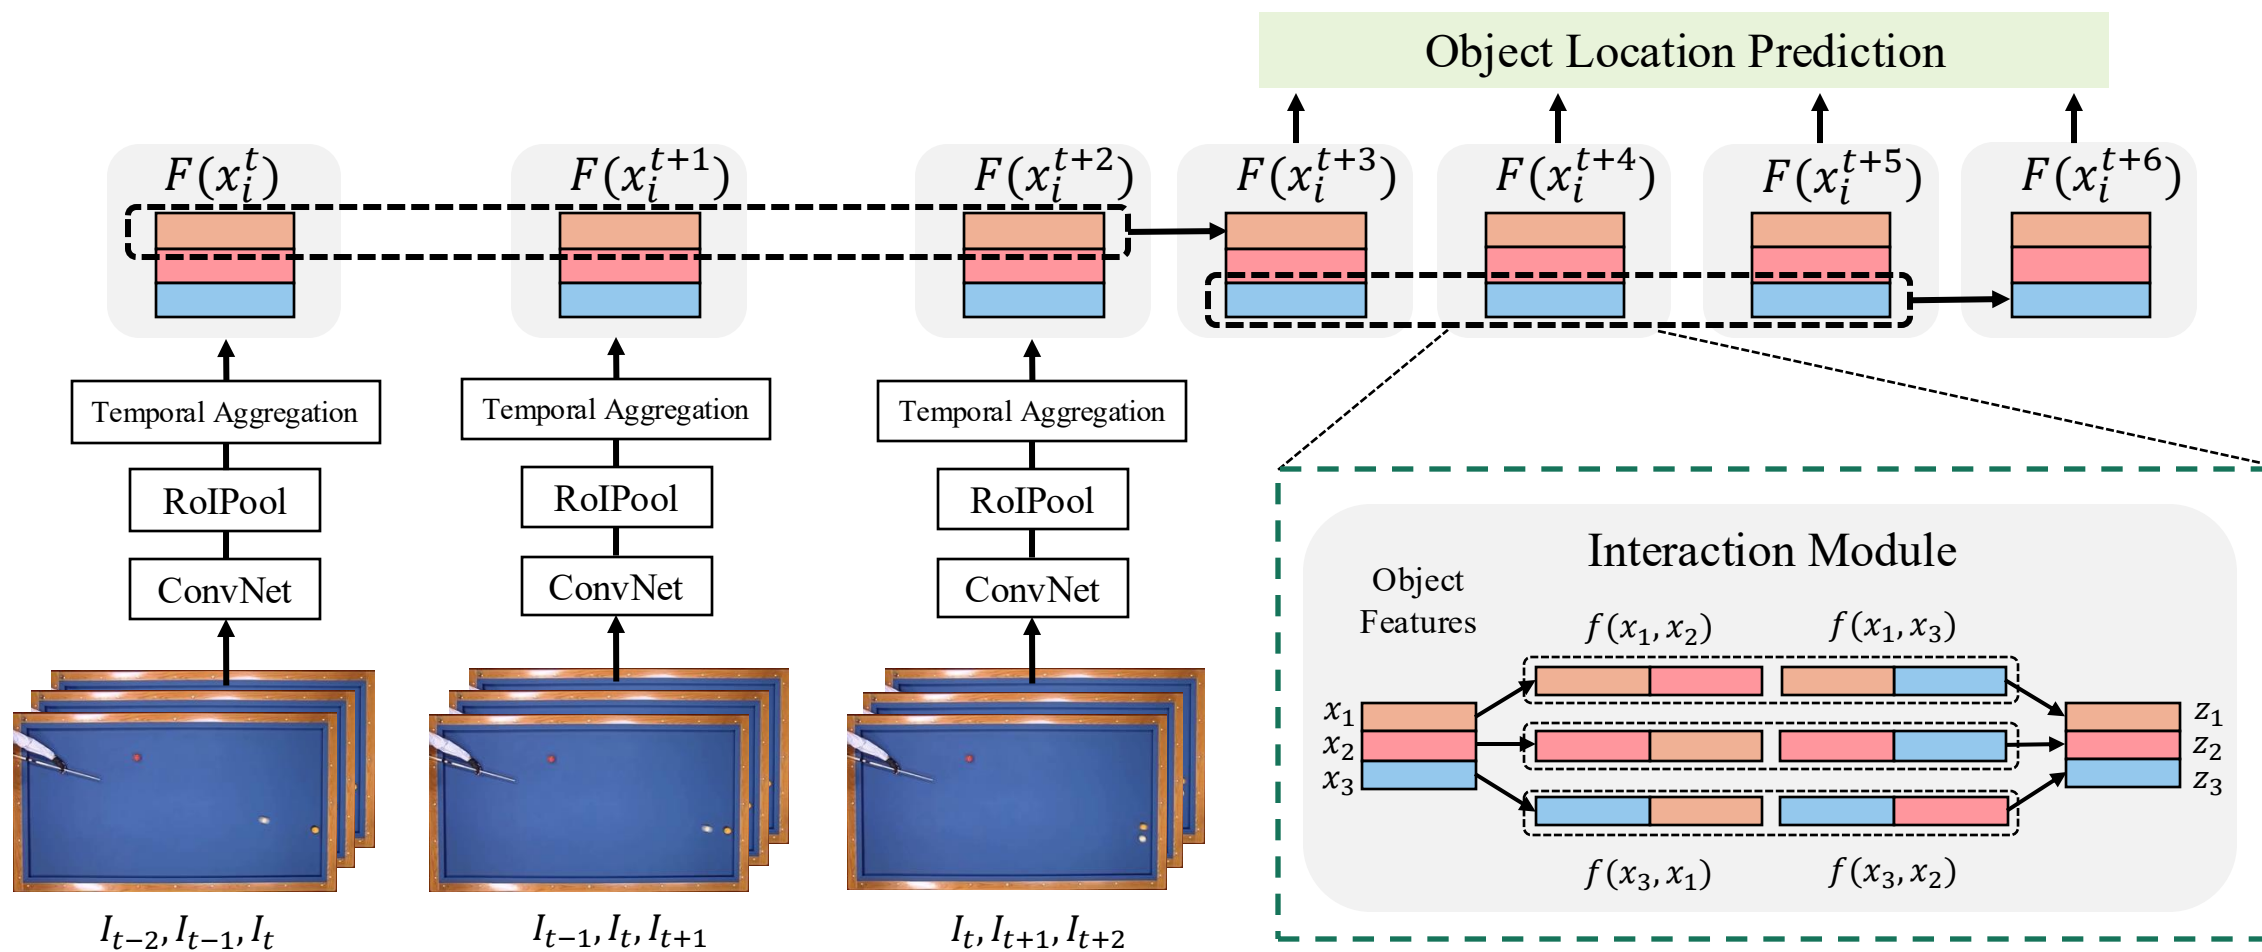 Object Location Prediction
F(x_i^t)
F(x_i^{t+1})
F(x_i^{t+2})
F(x_i^{t+3})
F(x_i^{t+4})
F(x_i^{t+5})
F(x_i^{t+6})
Temporal Aggregation
Temporal Aggregation
Temporal Aggregation
RoIPool
RoIPool
RoIPool
ConvNet
ConvNet
ConvNet
I_{t−2}, I_{t−1}, I_t
I_{t−1}, I_t, I_{t+1}
I_t, I_{t+1}, I_{t+2}
Interaction Module
Object
Features
f(x_1, x_2)
f(x_1, x_3)
x_1
x_2
x_3
z_1
z_2
z_3
f(x_3, x_1)
f(x_3, x_2)